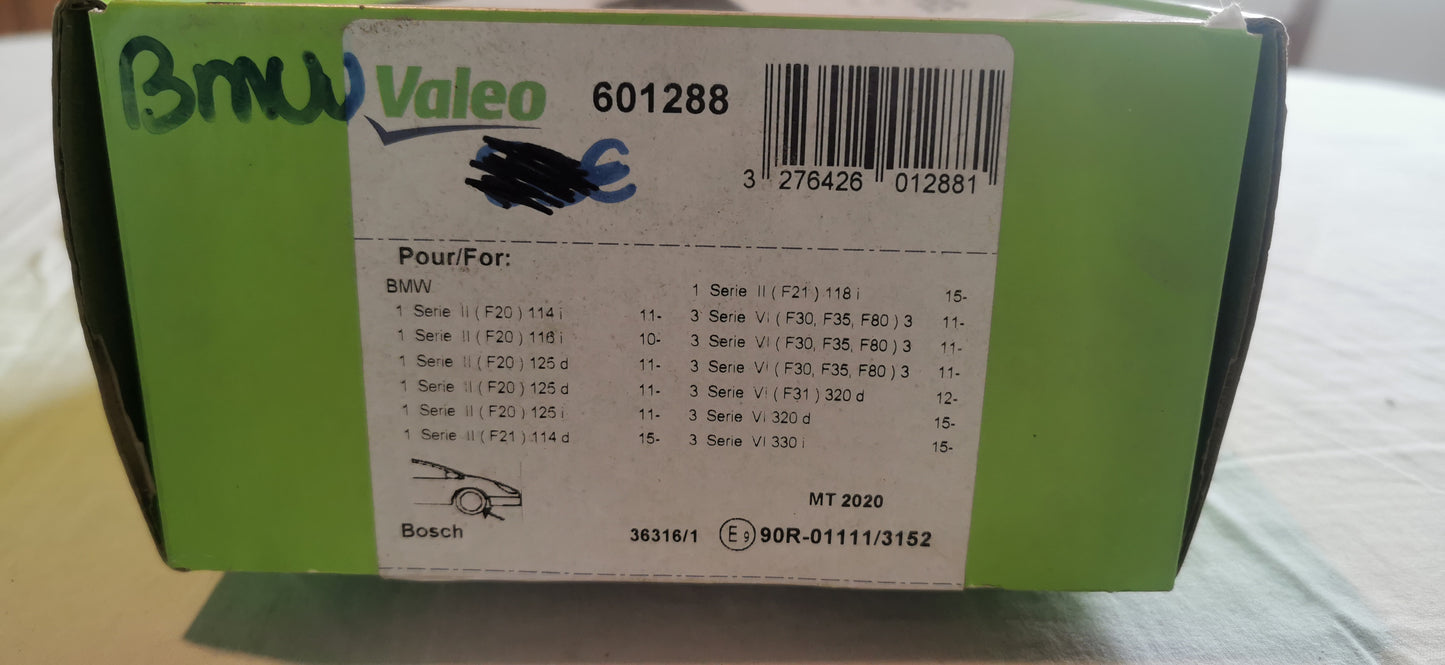 BMW
Valeo 601288
€
3 276426 012881
Pour/For:
BMW
1 Serie II ( F20 ) 114 i 11-
1 Serie II ( F20 ) 116 i 10-
1 Serie II ( F20 ) 125 d 11-
1 Serie II ( F20 ) 125 d 11-
1 Serie II ( F20 ) 125 i 11-
1 Serie II ( F21 ) 114 d 15-
1 Serie II ( F21 ) 118 i 15-
3 Serie VI ( F30, F35, F80 ) 3 11-
3 Serie VI ( F30, F35, F80 ) 3 11-
3 Serie VI ( F30, F35, F80 ) 3 11-
3 Serie VI ( F31 ) 320 d 12-
3 Serie VI 320 d 15-
3 Serie VI 330 i 15-
MT 2020
Bosch
36316/1 E9 90R-01111/3152